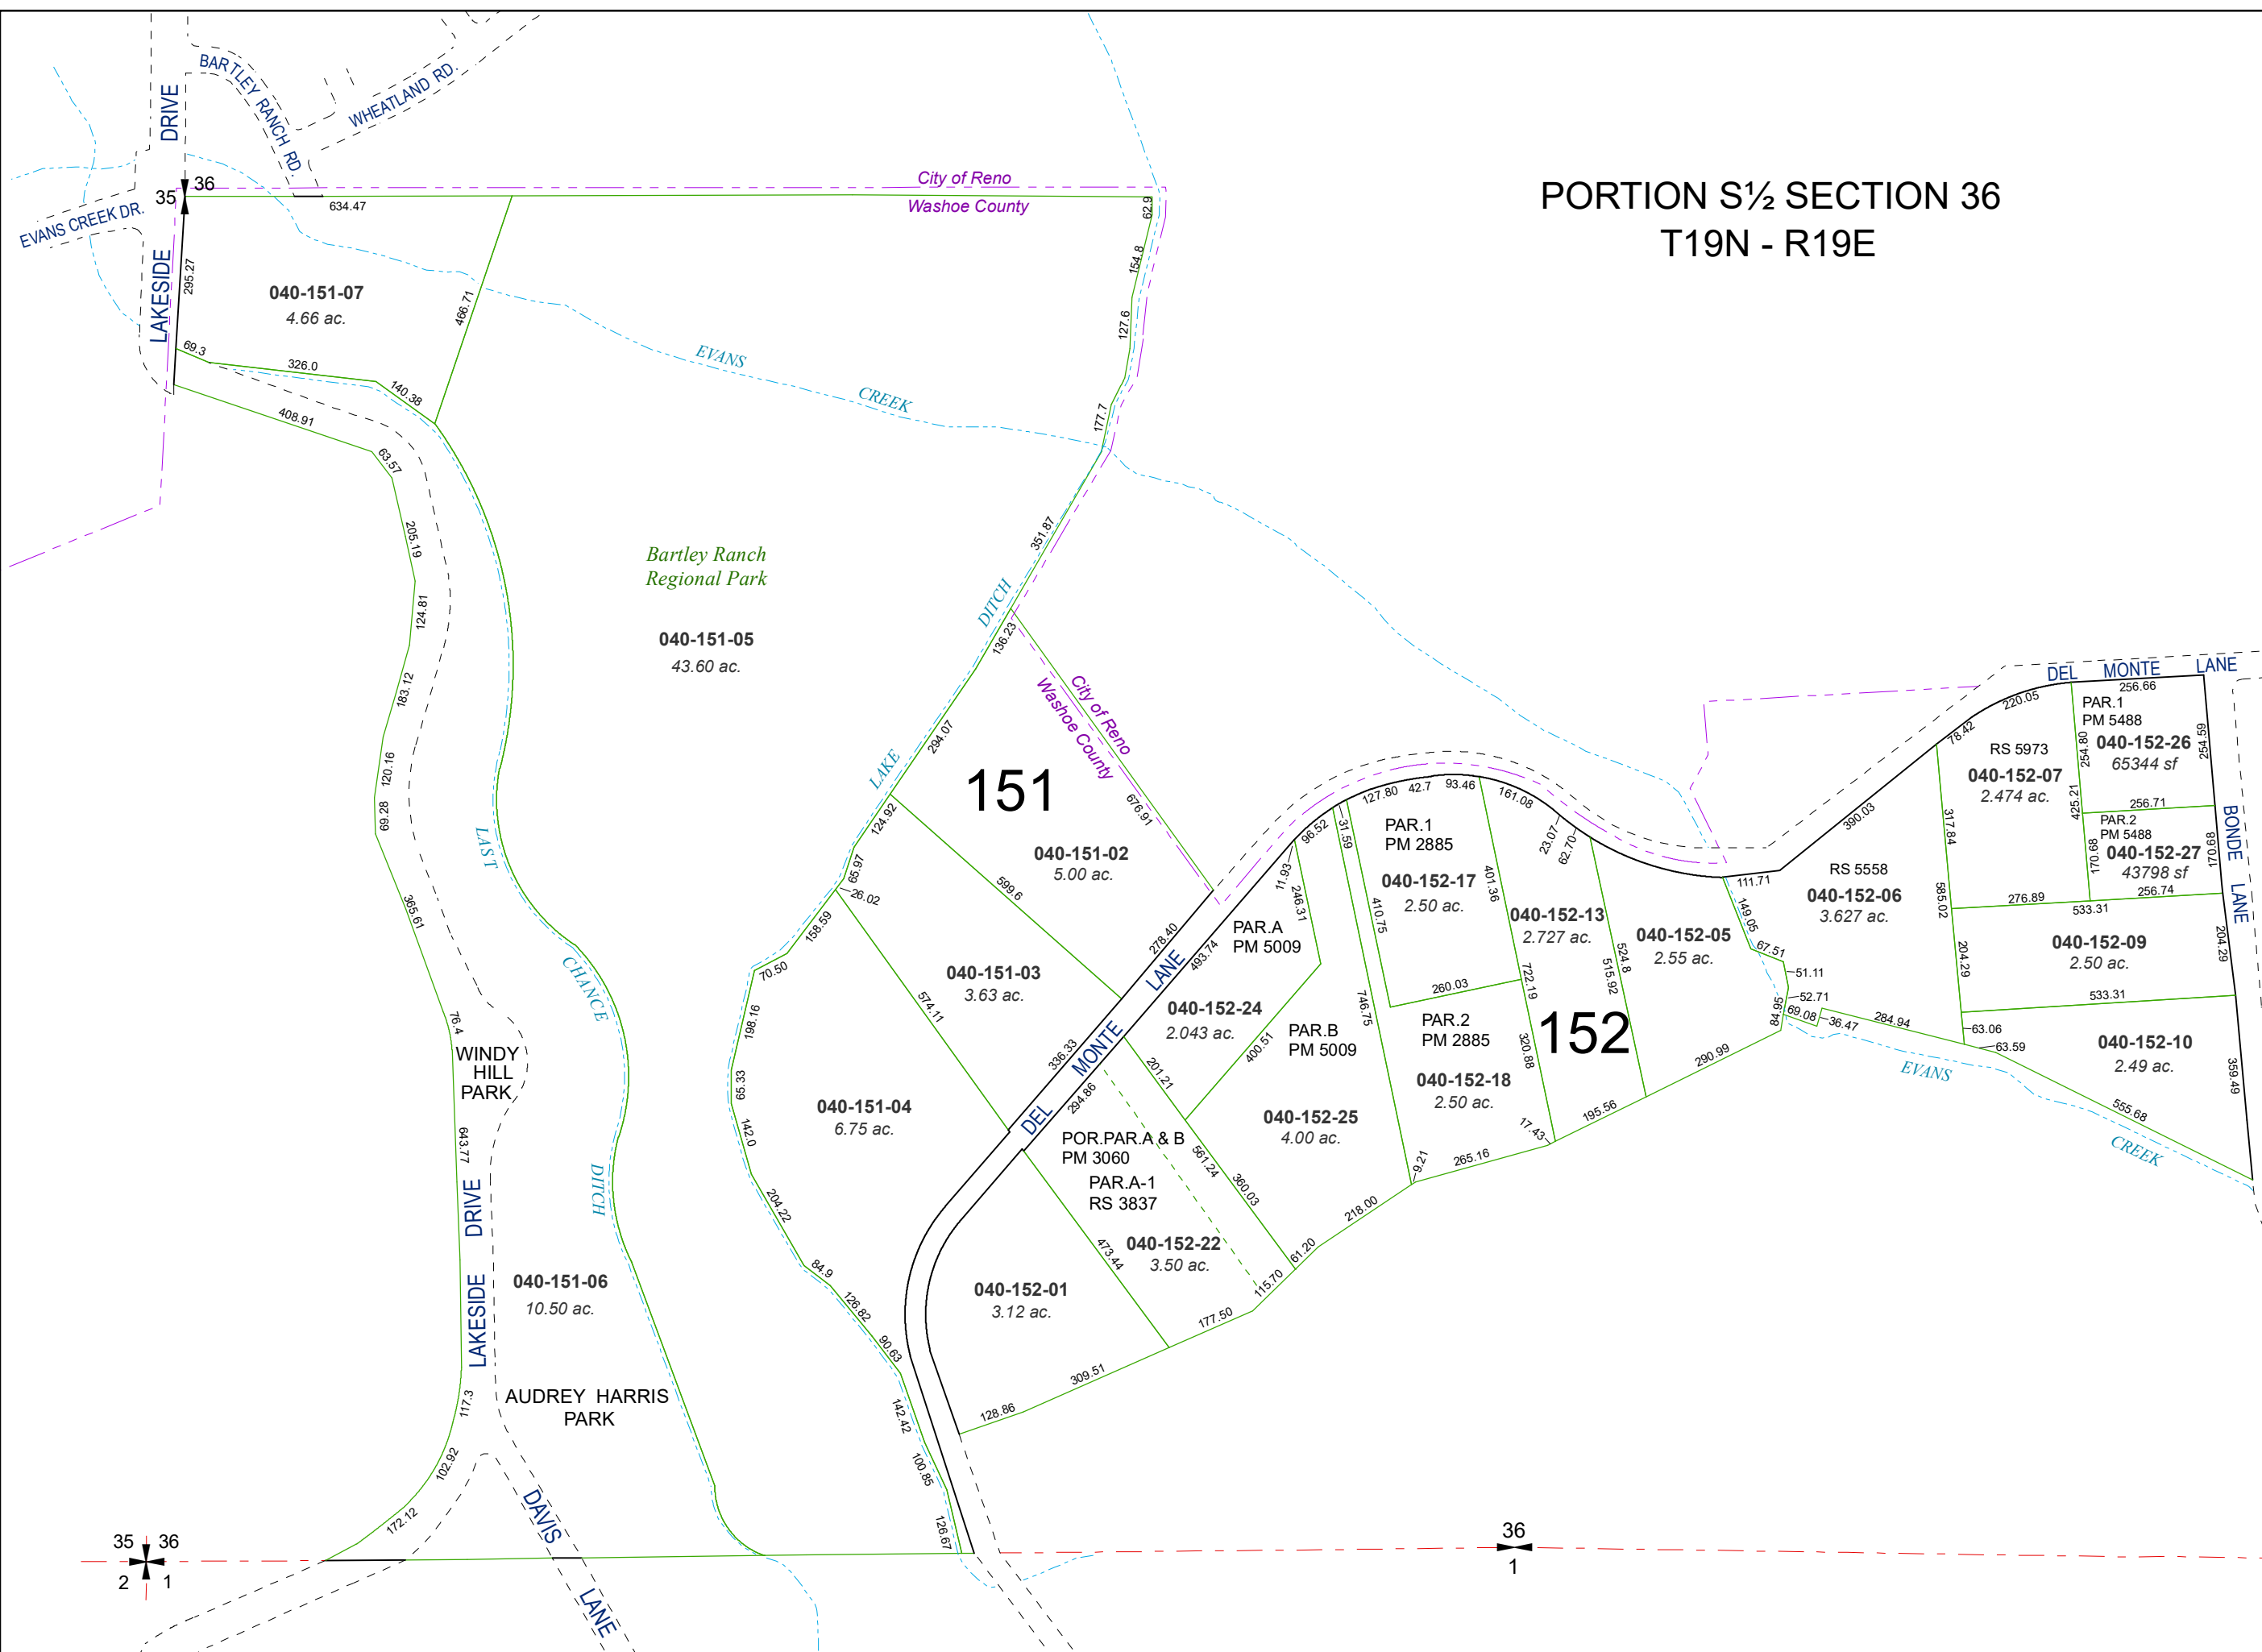 PORTION S½ SECTION 36
T19N - R19E
BARTLEY RANCH RD.
WHEATLAND RD.
LAKESIDE DRIVE
EVANS CREEK DR.
35
36
City of Reno
Washoe County
634.47
62.9
154.8
127.6
177.7
351.87
295.27
040-151-07
4.66 ac.
466.71
69.3
326.0
140.38
408.91
63.57
205.19
124.81
183.12
120.16
69.28
365.61
76.4
643.77
117.3
102.92
172.12
EVANS
CREEK
Bartley Ranch
Regional Park
040-151-05
43.60 ac.
LAKE
DITCH
136.23
294.07
124.92
65.97
26.02
158.59
70.50
198.16
65.33
142.0
204.22
84.9
126.82
90.63
142.42
100.85
126.67
City of Reno
Washoe County
676.91
151
040-151-02
5.00 ac.
599.6
278.40
040-151-03
3.63 ac.
574.11
336.33
040-151-04
6.75 ac.
LAST
CHANCE
DITCH
WINDY
HILL
PARK
LAKESIDE DRIVE
040-151-06
10.50 ac.
AUDREY HARRIS
PARK
DAVIS
LANE
DEL MONTE LANE
493.74
294.86
040-152-01
3.12 ac.
128.86
309.51
473.44
POR.PAR.A & B
PM 3060
PAR.A-1
RS 3837
040-152-22
3.50 ac.
177.50
115.70
561.24
201.21
360.03
PAR.A
PM 5009
040-152-24
2.043 ac.
11.93
246.31
400.51
96.52
PAR.B
PM 5009
040-152-25
4.00 ac.
61.20
218.00
9.21
746.75
31.59
127.80
42.7
93.46
161.08
23.07
62.70
PAR.1
PM 2885
040-152-17
2.50 ac.
410.75
401.36
260.03
PAR.2
PM 2885
040-152-18
2.50 ac.
722.19
320.88
17.43
265.16
152
040-152-13
2.727 ac.
524.8
515.92
195.56
040-152-05
2.55 ac.
290.99
149.05
67.51
51.11
52.71
84.95
69.08
36.47
284.94
111.71
390.03
78.42
220.05
RS 5558
040-152-06
3.627 ac.
317.84
585.02
204.29
63.06
63.59
RS 5973
040-152-07
2.474 ac.
276.89
254.80
425.21
170.68
DEL MONTE LANE
256.66
PAR.1
PM 5488
040-152-26
65344 sf
254.59
256.71
PAR.2
PM 5488
040-152-27
43798 sf
170.68
256.74
533.31
040-152-09
2.50 ac.
204.29
533.31
040-152-10
2.49 ac.
359.49
555.68
BONDE LANE
EVANS
CREEK
35
36
2
1
36
1